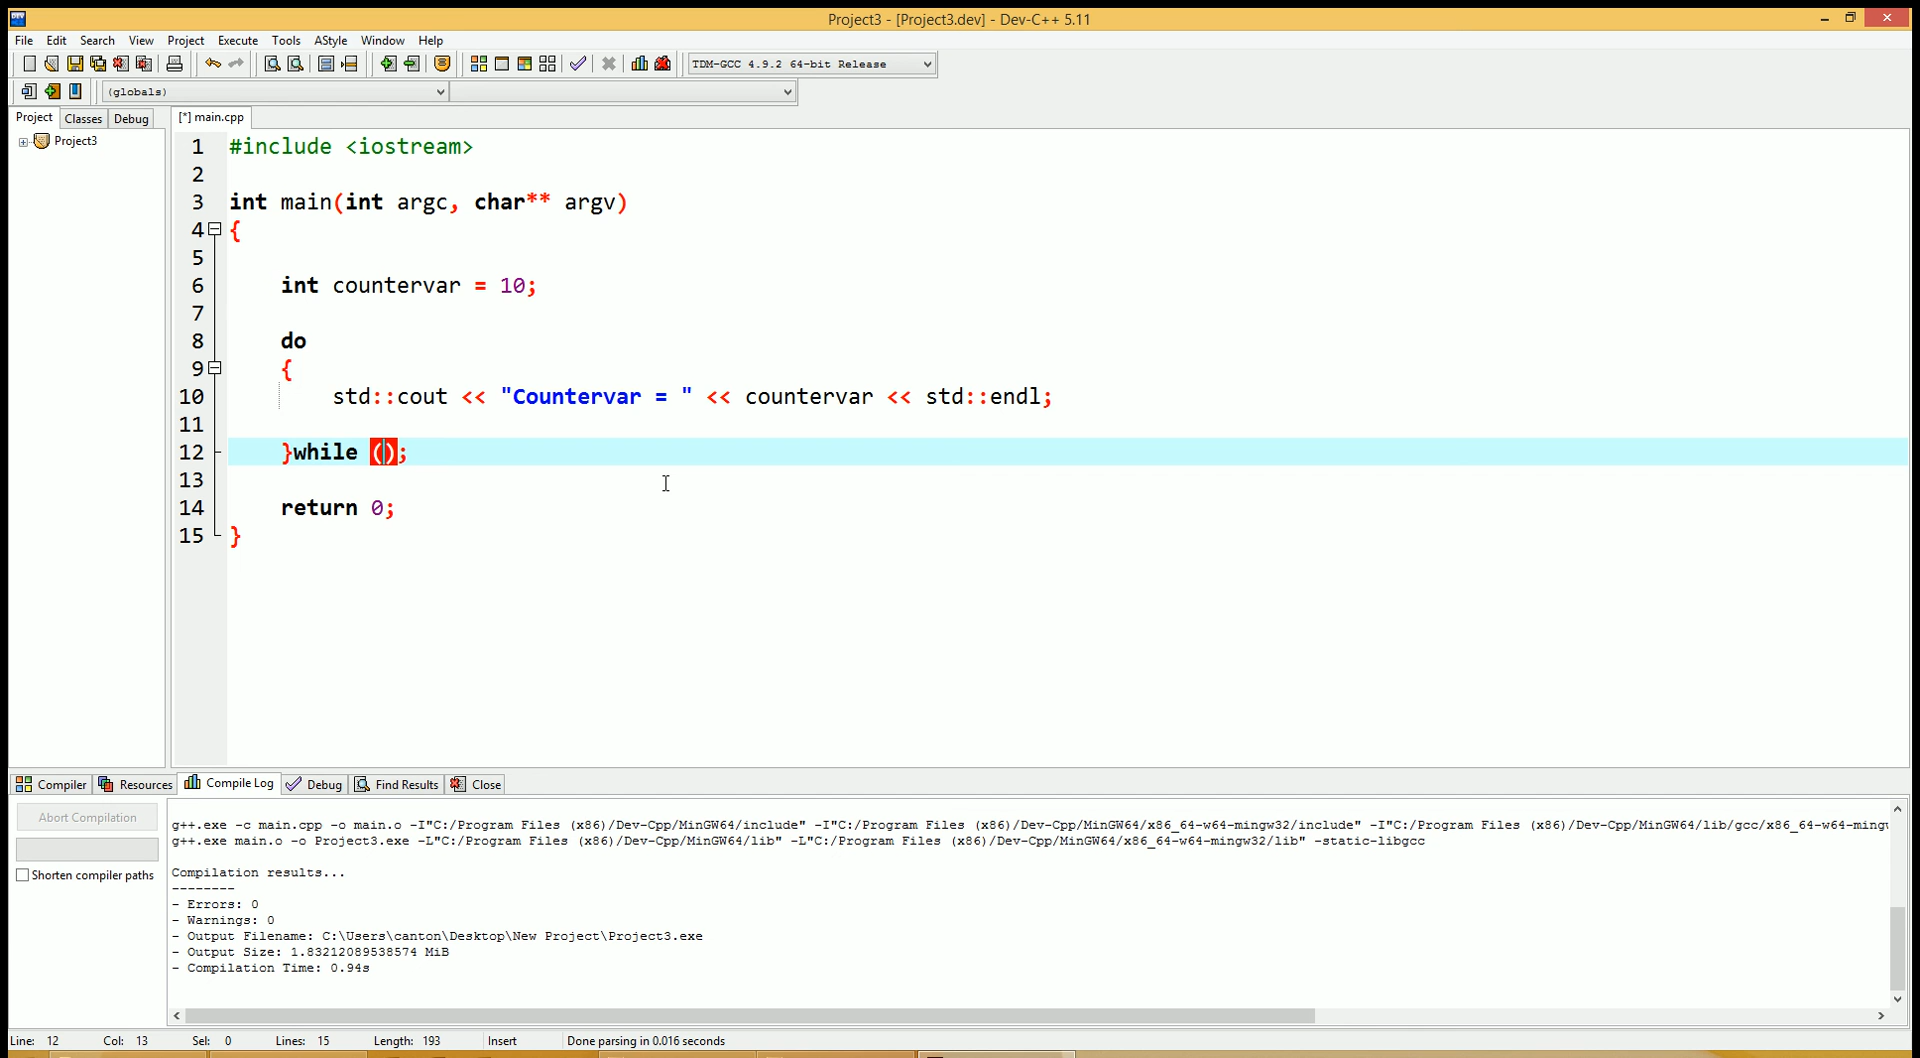 Project3 - [Project3.dev] - Dev-C++ 5.11
File Edit Search View Project Execute Tools AStyle Window Help
TDM-GCC 4.9.2 64-bit Release
(globals)
Project Classes Debug
[*] main.cpp
Project3
1 #include <iostream>
2
3 int main(int argc, char** argv)
4 {
5
6 int countervar = 10;
7
8 do
9 {
10 std::cout << "Countervar = " << countervar << std::endl;
11
12 }while ();
13
14 return 0;
15 }
Compiler Resources Compile Log Debug Find Results Close
Abort Compilation
Shorten compiler paths
g++.exe -c main.cpp -o main.o -I"C:/Program Files (x86)/Dev-Cpp/MinGW64/include" -I"C:/Program Files (x86)/Dev-Cpp/MinGW64/x86_64-w64-mingw32/include" -I"C:/Program Files (x86)/Dev-Cpp/MinGW64/lib/gcc/x86_64-w64-ming
g++.exe main.o -o Project3.exe -L"C:/Program Files (x86)/Dev-Cpp/MinGW64/lib" -L"C:/Program Files (x86)/Dev-Cpp/MinGW64/x86_64-w64-mingw32/lib" -static-libgcc
Compilation results...
--------
- Errors: 0
- Warnings: 0
- Output Filename: C:\Users\canton\Desktop\New Project\Project3.exe
- Output Size: 1.83212089538574 MiB
- Compilation Time: 0.94s
Line: 12 Col: 13 Sel: 0 Lines: 15 Length: 193 Insert Done parsing in 0.016 seconds